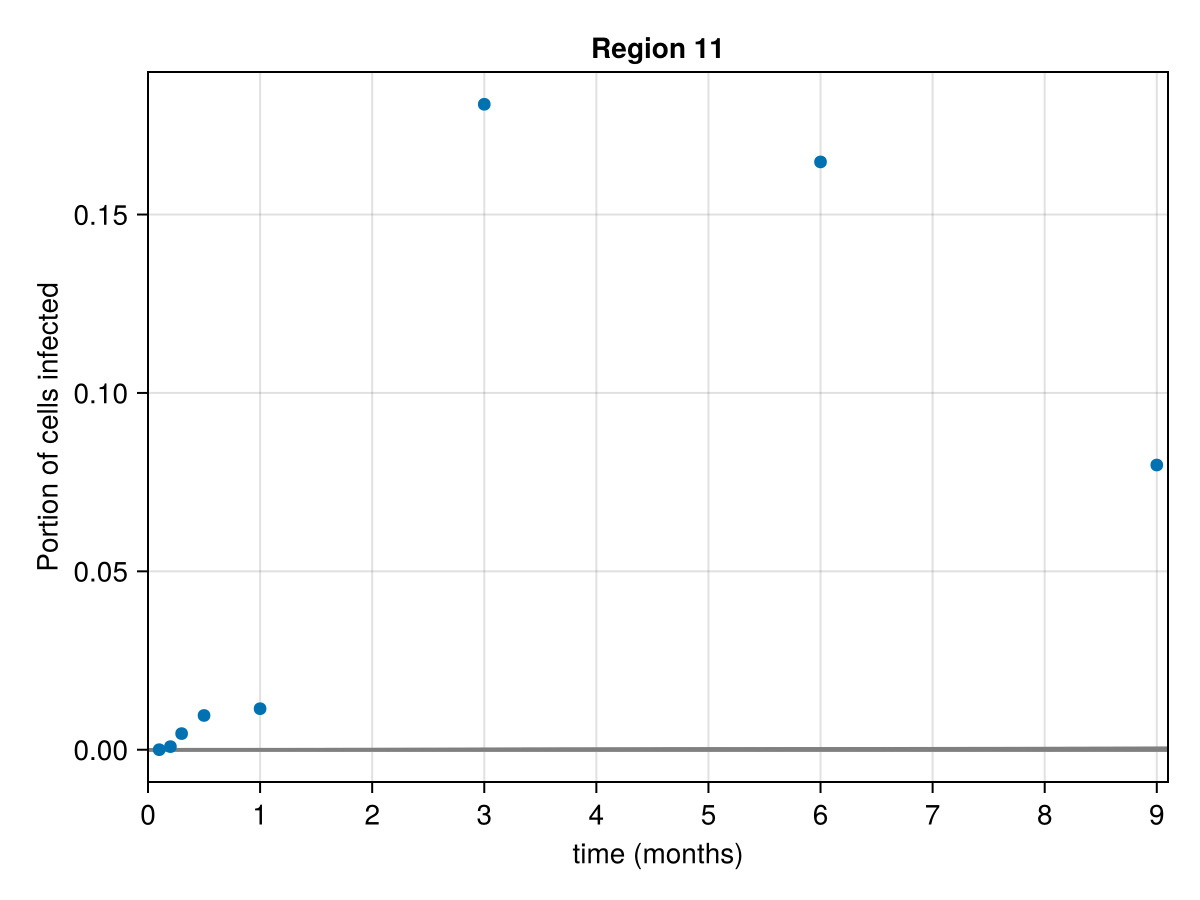 Region 11
Portion of cells infected
0.15
0.10
0.05
0.00
0 1 2 3 4 5 6 7 8 9
time (months)